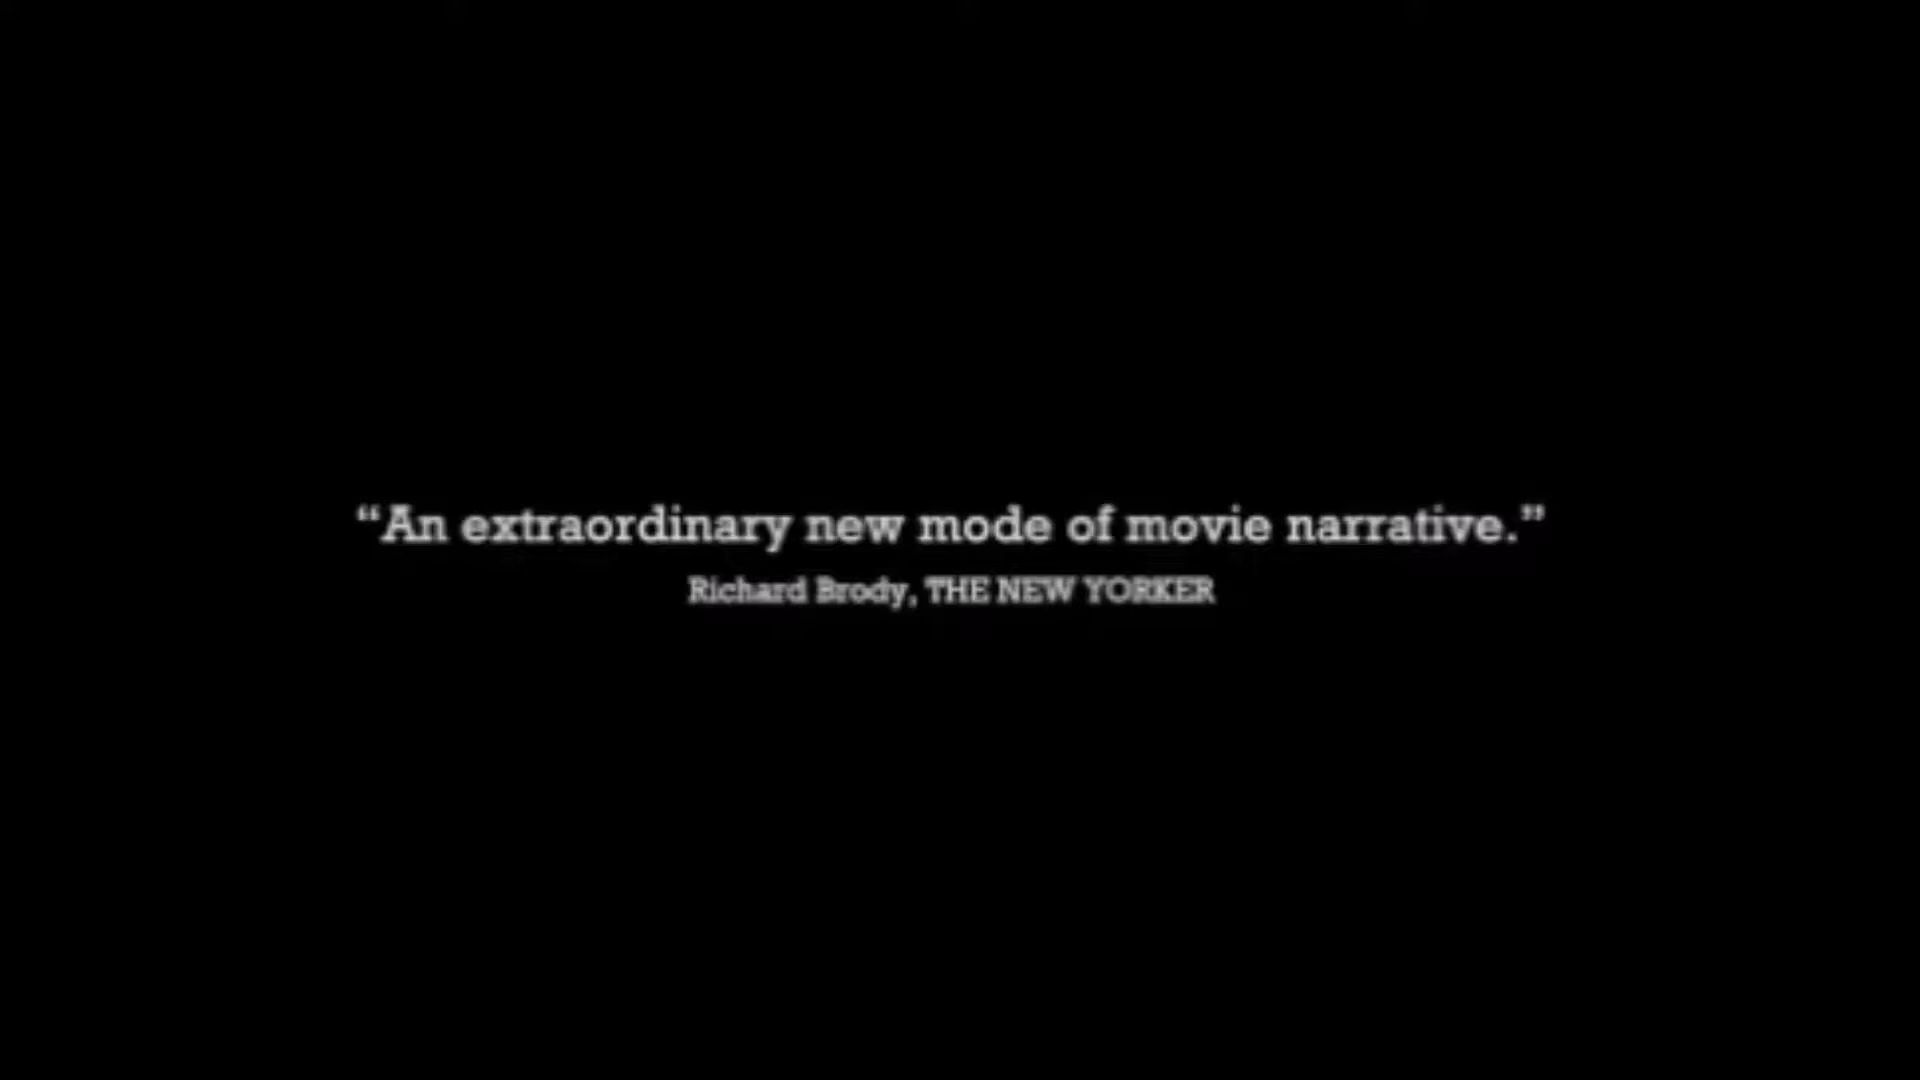 “An extraordinary new mode of movie narrative.”
Richard Brody, THE NEW YORKER